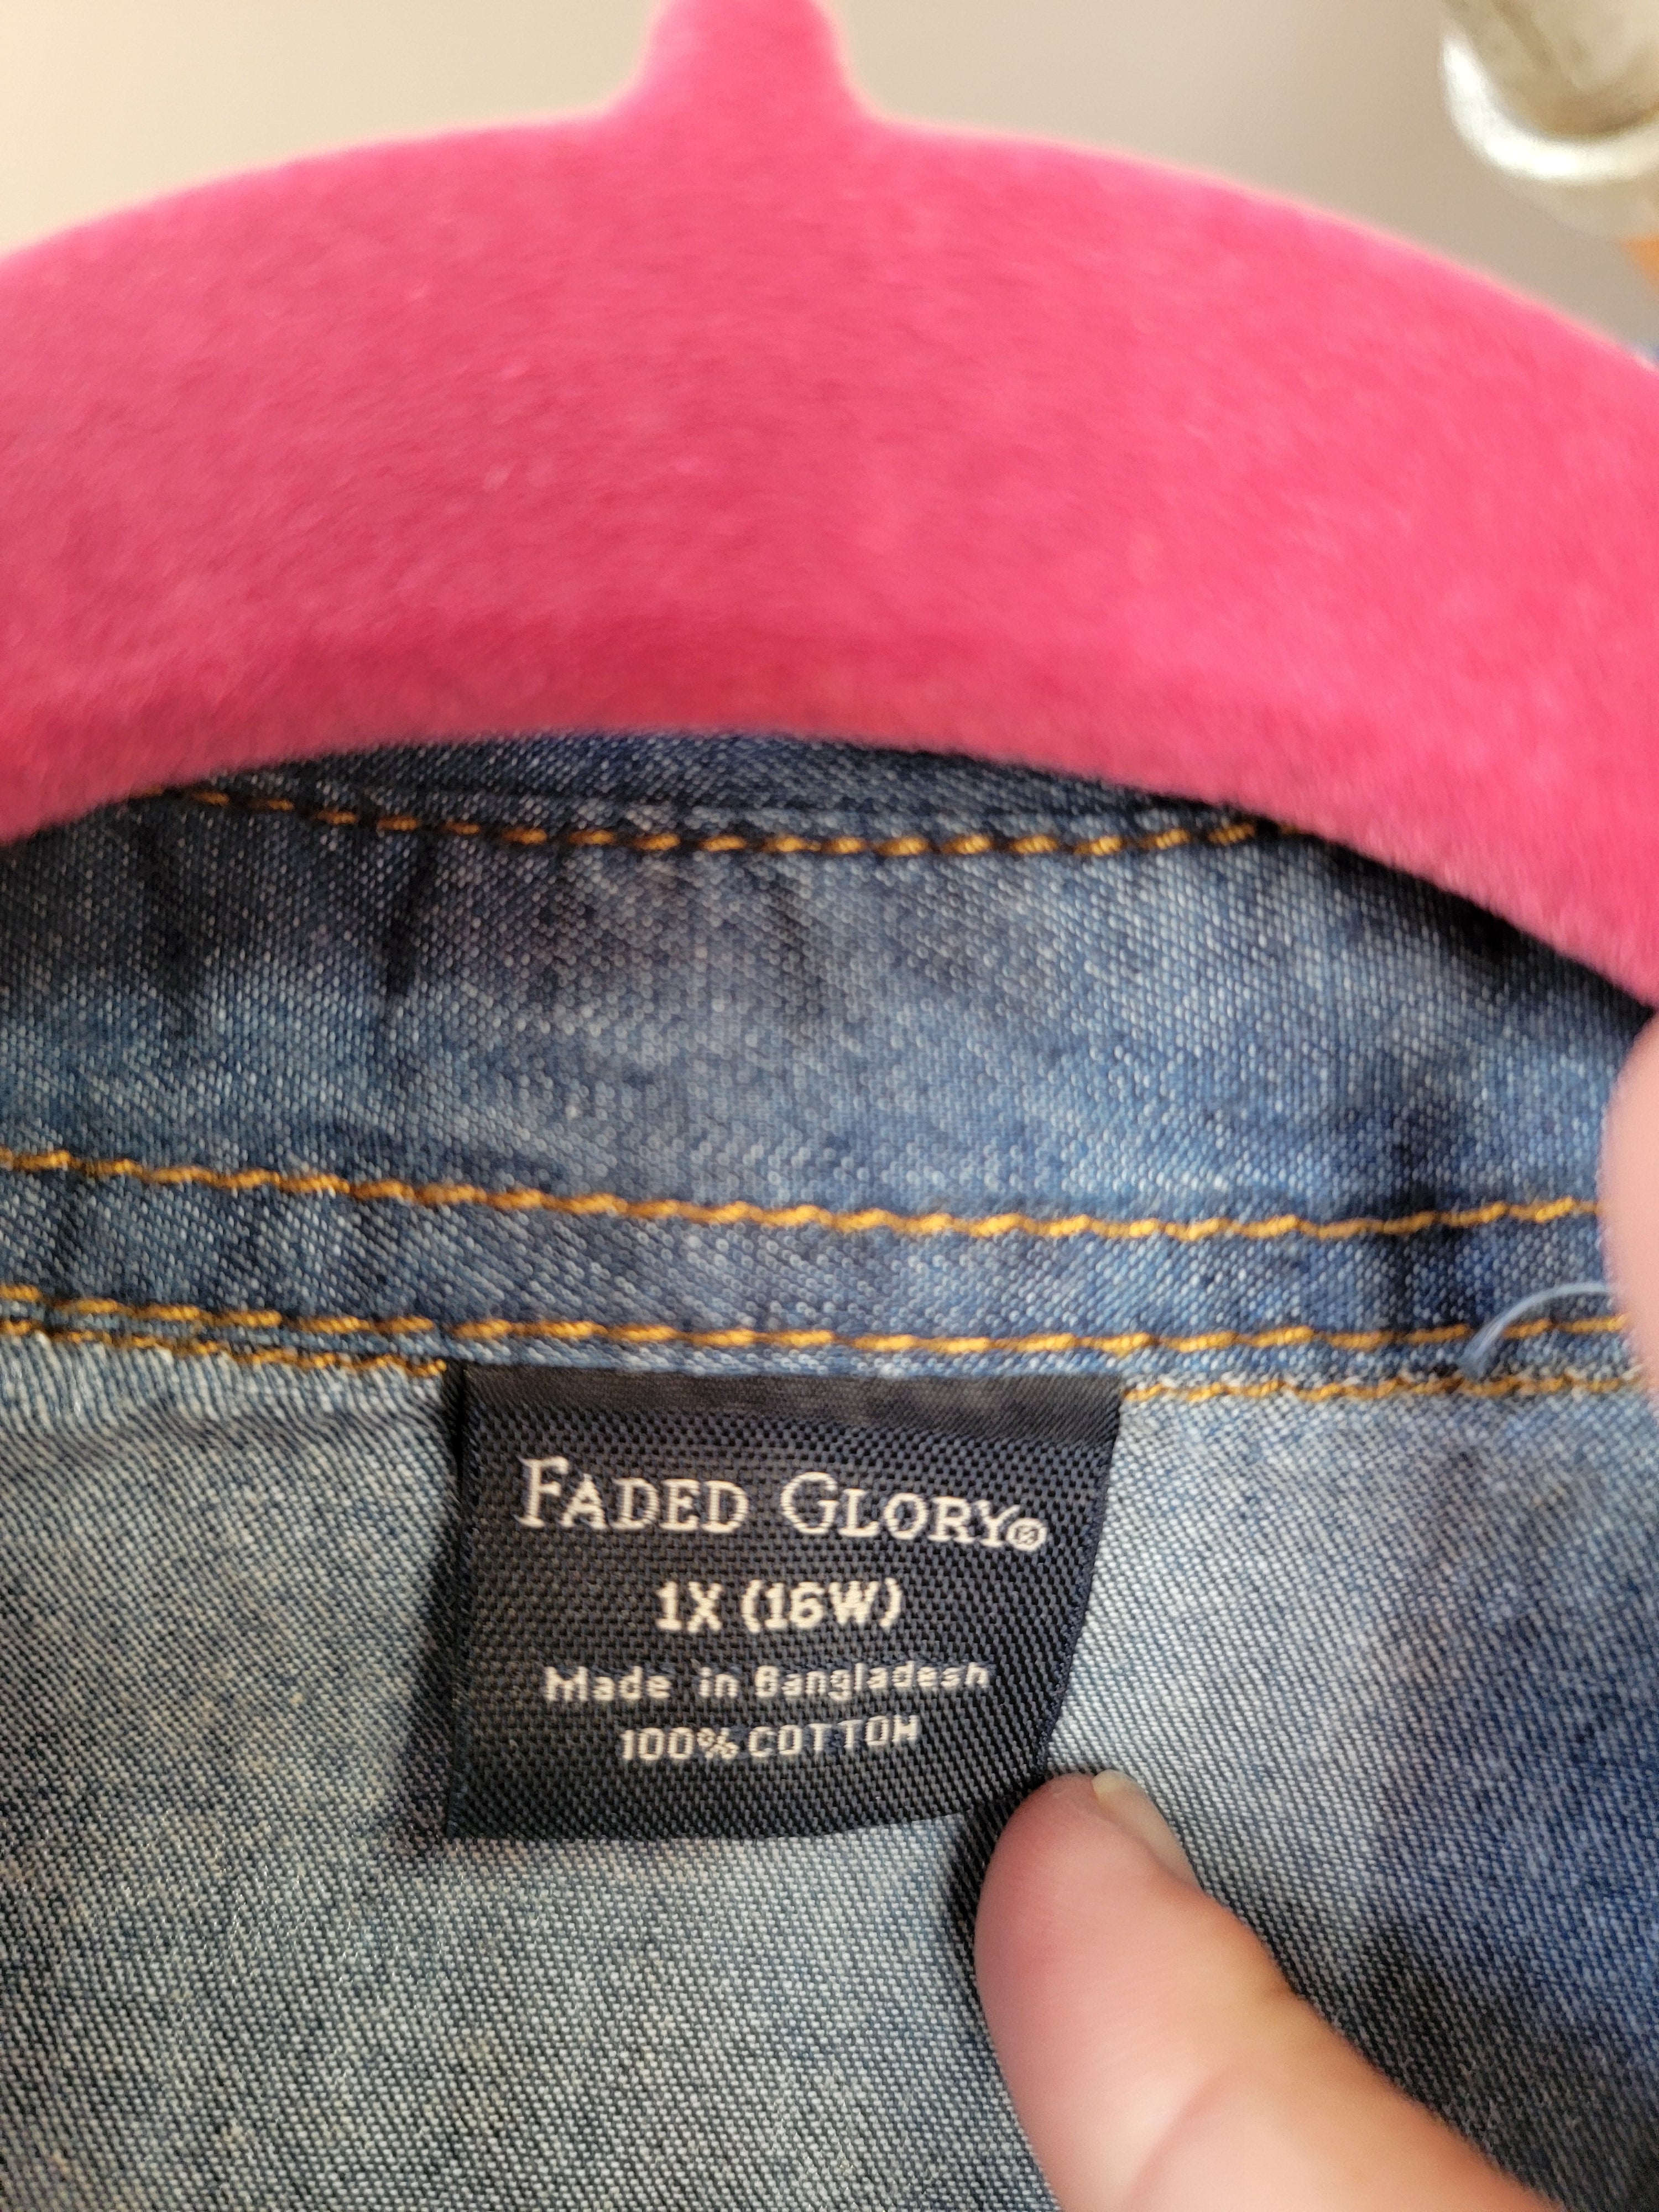 FADED GLORY®
1X (16W)
Made in Bangladesh
100% COTTON